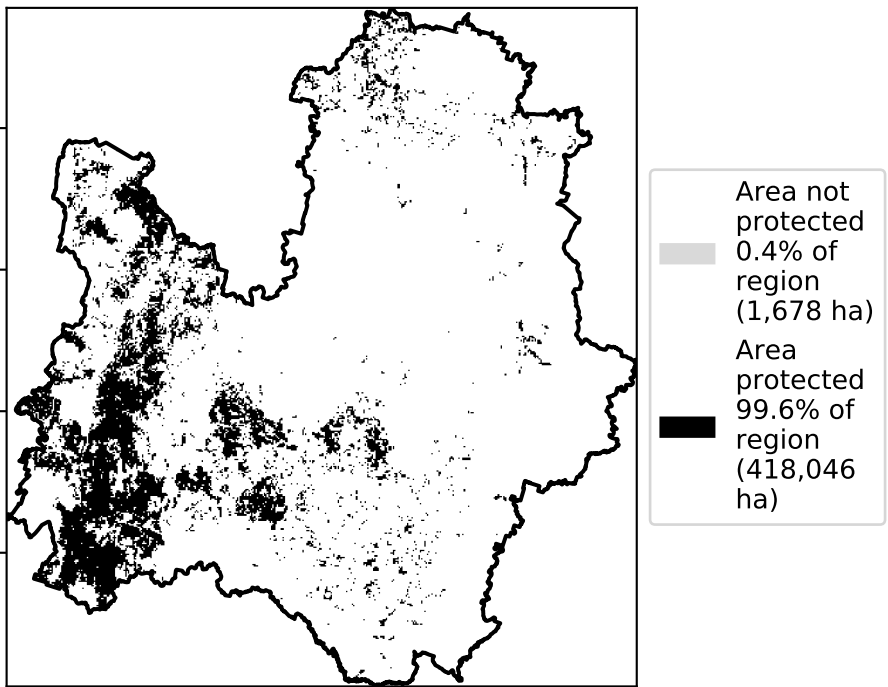 Area not
protected
0.4% of
region
(1,678 ha)
Area
protected
99.6% of
region
(418,046
ha)